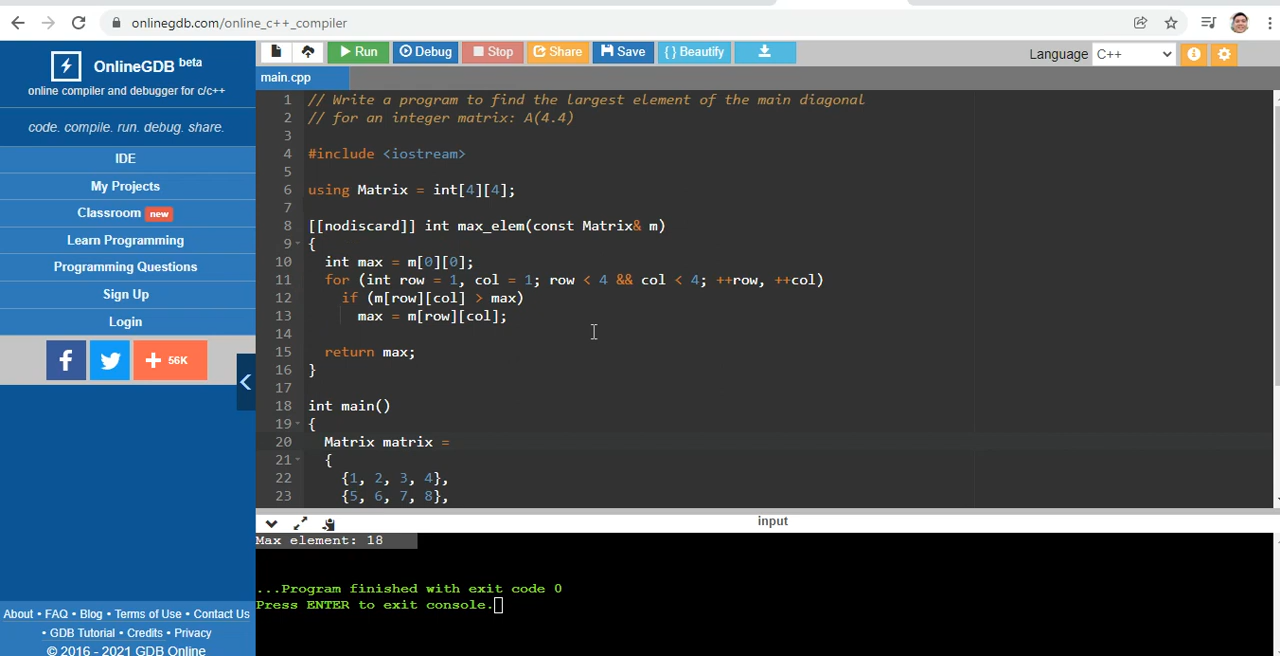 onlinegdb.com/online_c++_compiler
OnlineGDB beta
online compiler and debugger for c/c++
code. compile. run. debug. share.
IDE
My Projects
Classroom new
Learn Programming
Programming Questions
Sign Up
Login
f
+ 56K
About • FAQ • Blog • Terms of Use • Contact Us
• GDB Tutorial • Credits • Privacy
© 2016 - 2021 GDB Online
Run Debug Stop Share Save { } Beautify
Language C++
main.cpp
1 // Write a program to find the largest element of the main diagonal
2 // for an integer matrix: A(4.4)
3
4 #include <iostream>
5
6 using Matrix = int[4][4];
7
8 [[nodiscard]] int max_elem(const Matrix& m)
9 {
10 int max = m[0][0];
11 for (int row = 1, col = 1; row < 4 && col < 4; ++row, ++col)
12 if (m[row][col] > max)
13 max = m[row][col];
14
15 return max;
16 }
17
18 int main()
19 {
20 Matrix matrix =
21 {
22 {1, 2, 3, 4},
23 {5, 6, 7, 8},
input
Max element: 18
...Program finished with exit code 0
Press ENTER to exit console.